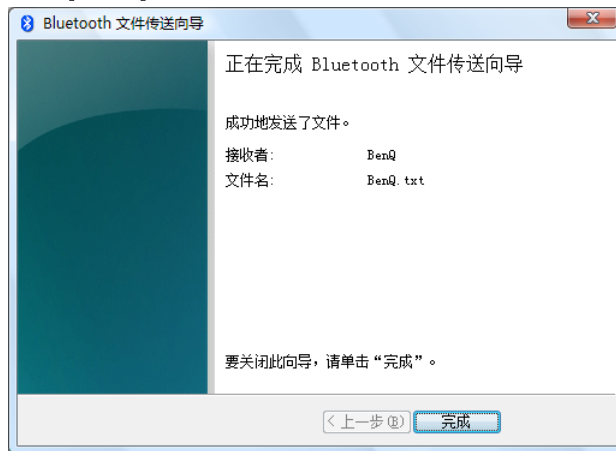 Bluetooth 文件传送向导
正在完成 Bluetooth 文件传送向导
成功地发送了文件。
接收者: BenQ
文件名: BenQ.txt
要关闭此向导，请单击“完成”。
< 上一步(B) 完成